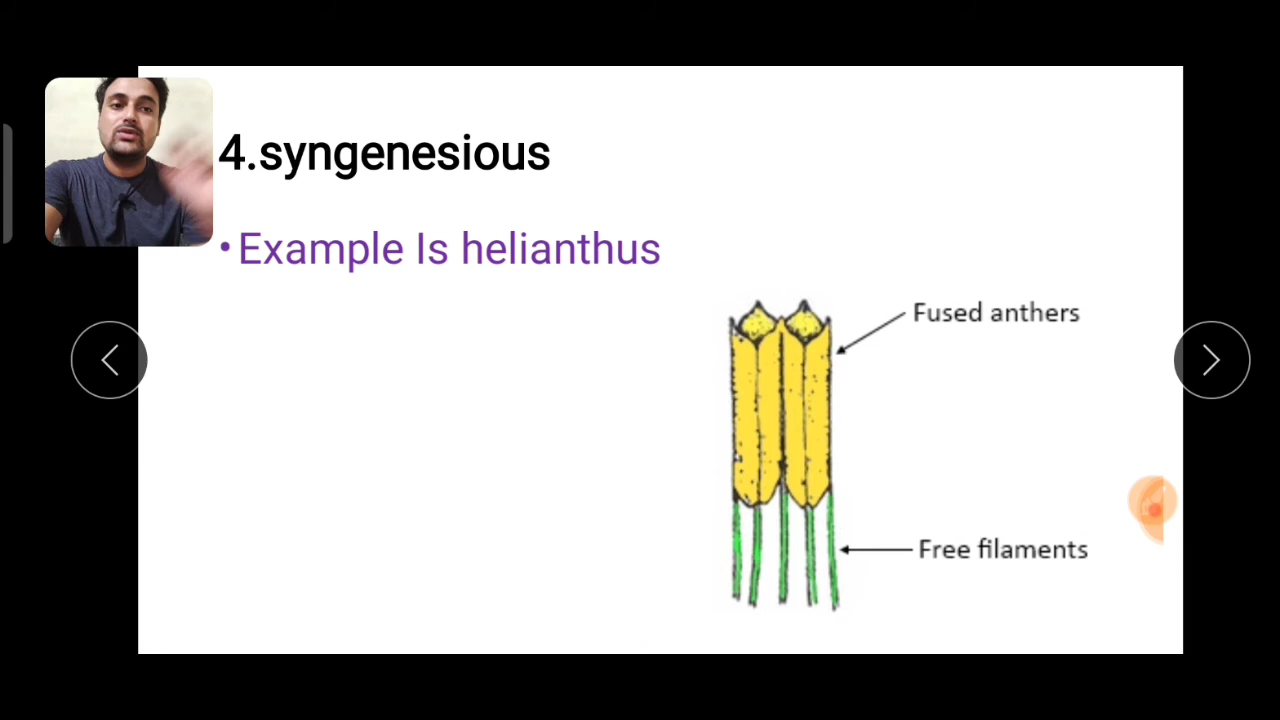 4.syngenesious
• Example Is helianthus
Fused anthers
Free filaments